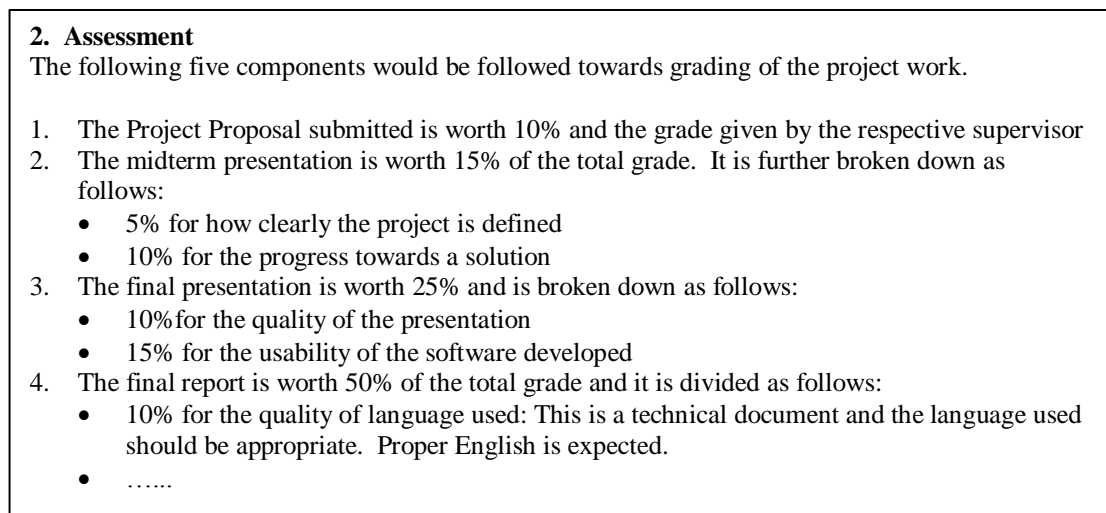 2. Assessment
The following five components would be followed towards grading of the project work.
1. The Project Proposal submitted is worth 10% and the grade given by the respective supervisor
2. The midterm presentation is worth 15% of the total grade. It is further broken down as
follows:
• 5% for how clearly the project is defined
• 10% for the progress towards a solution
3. The final presentation is worth 25% and is broken down as follows:
• 10%for the quality of the presentation
• 15% for the usability of the software developed
4. The final report is worth 50% of the total grade and it is divided as follows:
• 10% for the quality of language used: This is a technical document and the language used
should be appropriate. Proper English is expected.
• …...